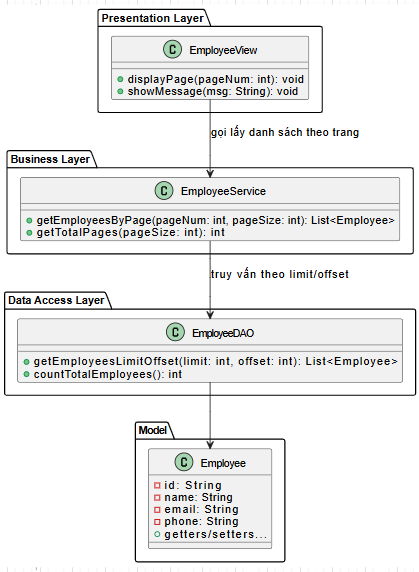 Presentation Layer
C EmployeeView
displayPage(pageNum: int): void
showMessage(msg: String): void
gọi lấy danh sách theo trang
Business Layer
C EmployeeService
getEmployeesByPage(pageNum: int, pageSize: int): List<Employee>
getTotalPages(pageSize: int): int
truy vấn theo limit/offset
Data Access Layer
C EmployeeDAO
getEmployeesLimitOffset(limit: int, offset: int): List<Employee>
countTotalEmployees(): int
Model
C Employee
id: String
name: String
email: String
phone: String
getters/setters...